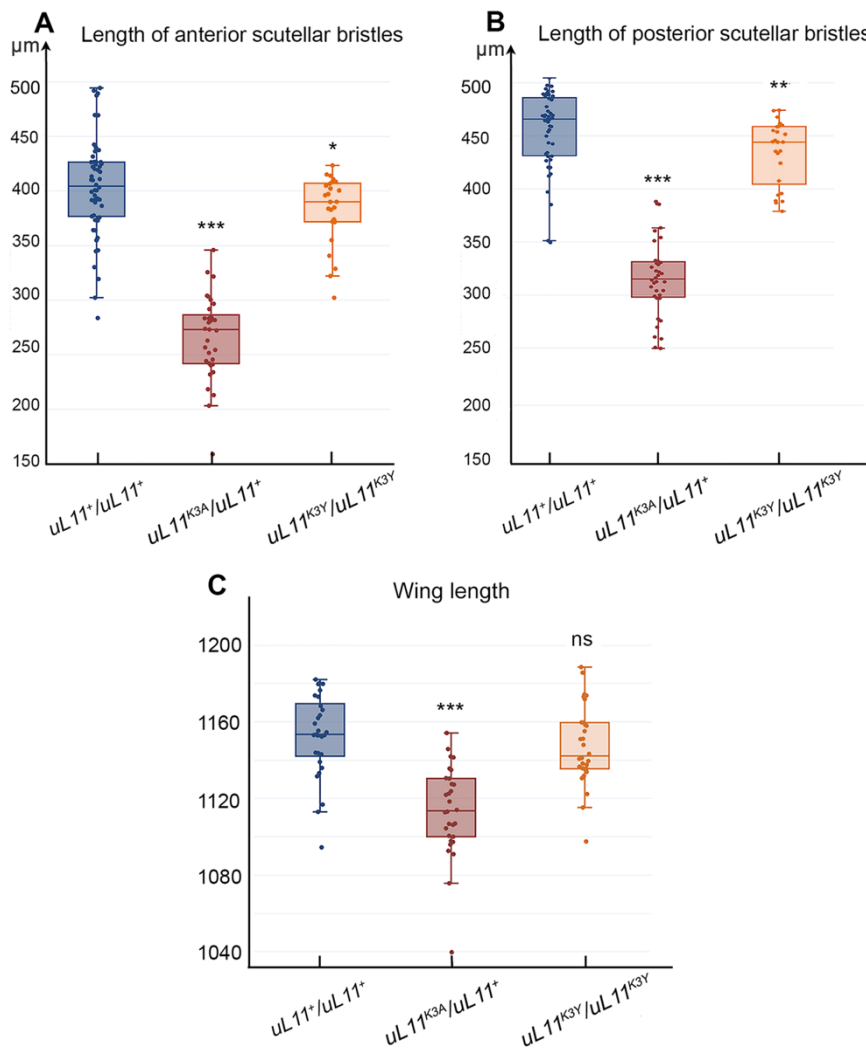 A
Length of anterior scutellar bristles
µm
500
400
350
300
250
200
150
*
***
uL11⁺/uL11⁺
uL11ᴷ³ᴬ/uL11⁺
uL11ᴷ³ʸ/uL11ᴷ³ʸ
B
Length of posterior scutellar bristles
µm
500
450
400
350
300
200
150
**
***
uL11⁺/uL11⁺
uL11ᴷ³ᴬ/uL11⁺
uL11ᴷ³ʸ/uL11ᴷ³ʸ
C
Wing length
1200
1160
1120
1080
1040
ns
***
uL11⁺/uL11⁺
uL11ᴷ³ᴬ/uL11⁺
uL11ᴷ³ʸ/uL11ᴷ³ʸ